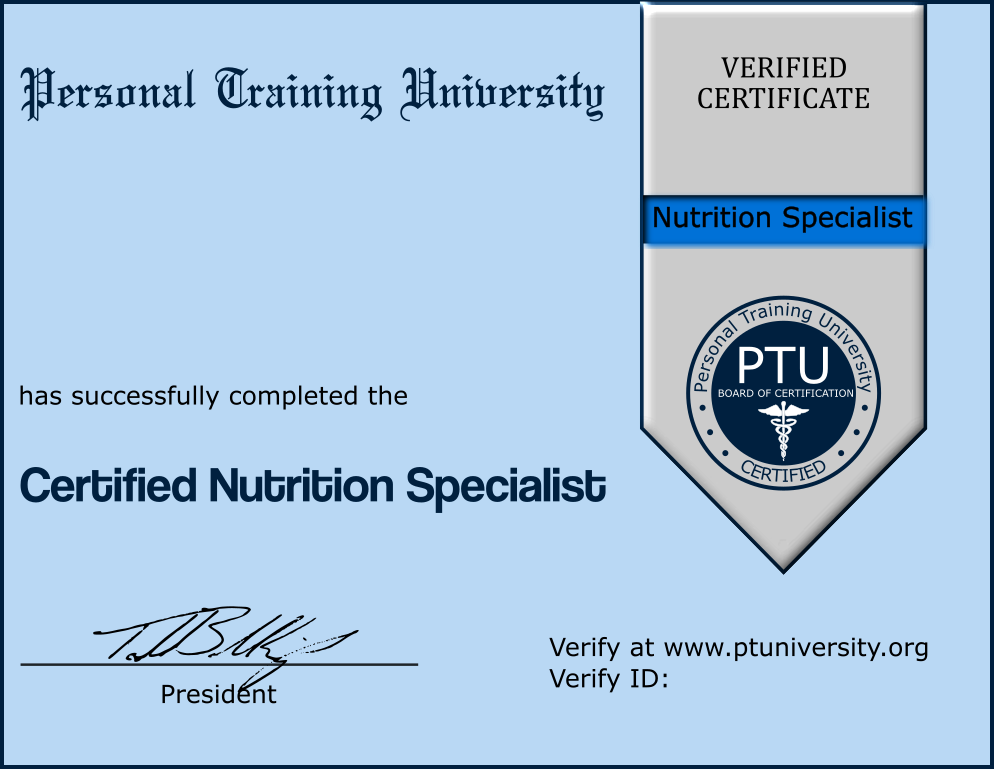 Personal Training University
VERIFIED
CERTIFICATE
Nutrition Specialist
Personal Training University
PTU
BOARD OF CERTIFICATION
CERTIFIED
has successfully completed the
Certified Nutrition Specialist
President
Verify at www.ptuniversity.org
Verify ID: